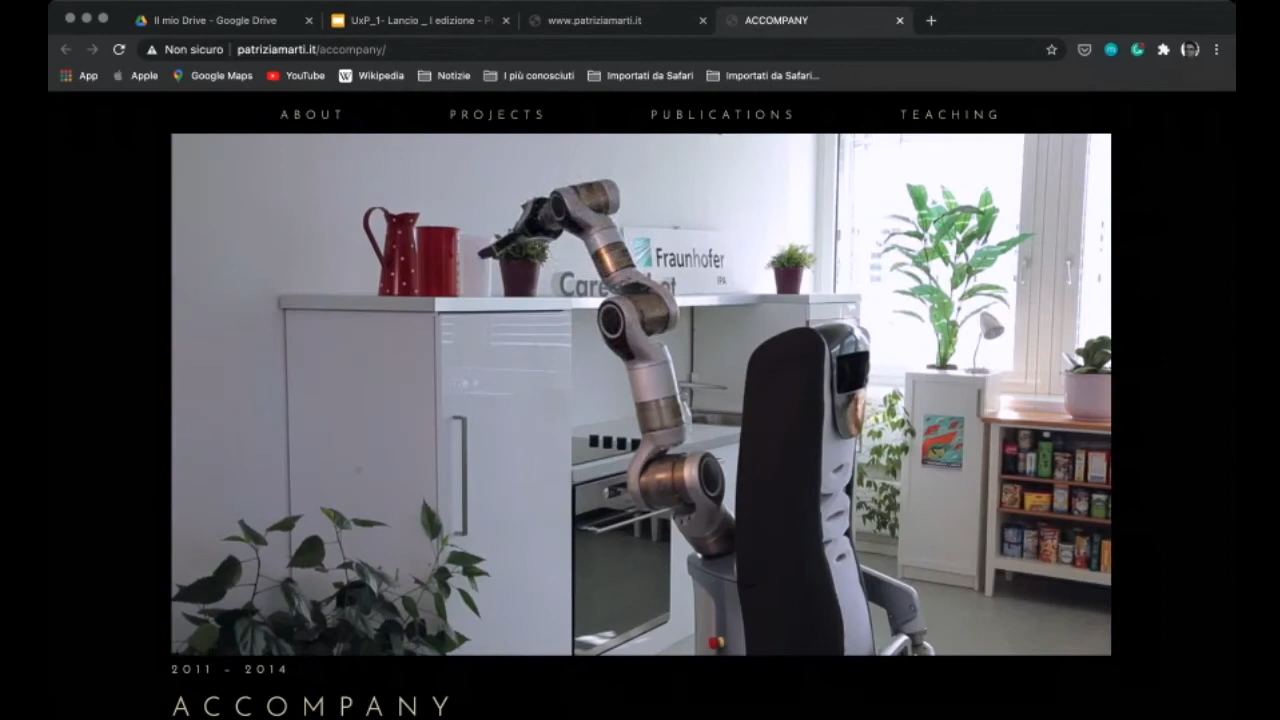 Il mio Drive - Google Drive
UxP_1- Lancio _ I edizione - P
www.patriziamarti.it
ACCOMPANY
Non sicuro | patriziamarti.it/accompany/
App Apple Google Maps YouTube Wikipedia Notizie I più conosciuti Importati da Safari Importati da Safari...
ABOUT PROJECTS PUBLICATIONS TEACHING
Fraunhofer
IPA
2011 – 2014
ACCOMPANY